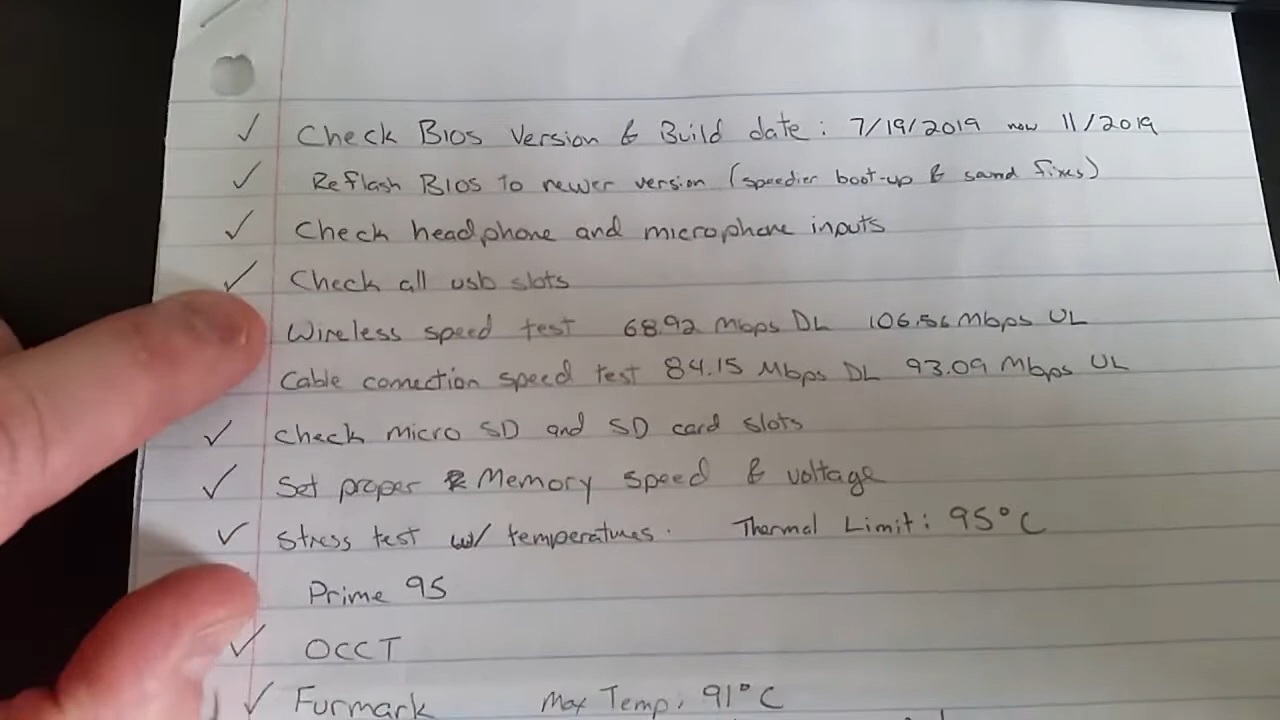 ✓ Check BIOS Version & Build date: 7/19/2019 now 11/2019
✓ Reflash BIOS to newer version (speedier boot-up & sound fixes)
✓ Check headphone and microphone inputs
✓ Check all usb slots
Wireless speed test 68.92 Mbps DL 106.56 Mbps UL
Cable connection speed test 84.15 Mbps DL 93.09 Mbps UL
✓ Check micro SD and SD card slots
✓ Set proper Memory speed & voltage
✓ Stress test w/ temperatures. Thermal Limit: 95°C
Prime 95
✓ OCCT
✓ Furmark Max Temp: 91°C